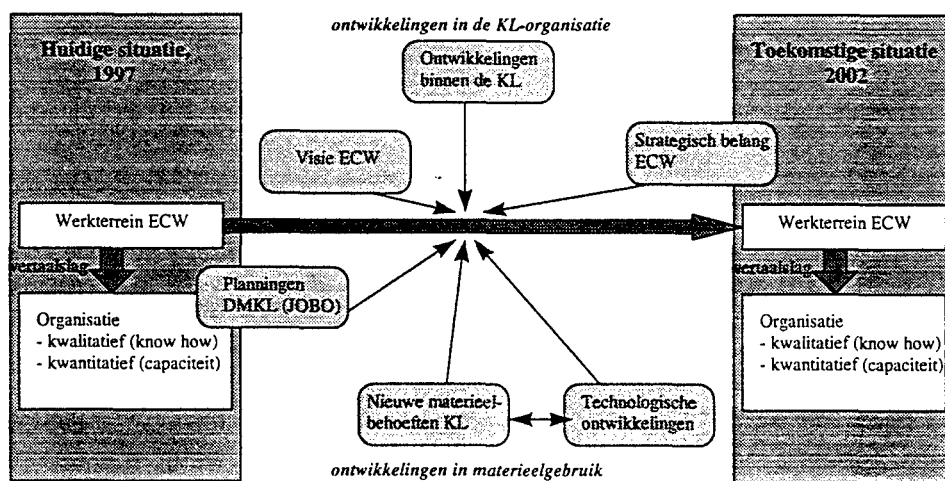 ontwikkelingen in de KL-organisatie
Huidige situatie,
1997
Ontwikkelingen
binnen de KL
Toekomstige situatie
2002
Visie ECW
Strategisch belang
ECW
Werkterrein ECW
Werkterrein ECW
vertaalslag
vertaalslag
Planningen
DMKL (JOBO)
Organisatie
- kwalitatief (know how)
- kwantitatief (capaciteit)
Organisatie
- kwalitatief (know how)
- kwantitatief (capaciteit)
Nieuwe materieel-
behoeften KL
Technologische
ontwikkelingen
ontwikkelingen in materieelgebruik